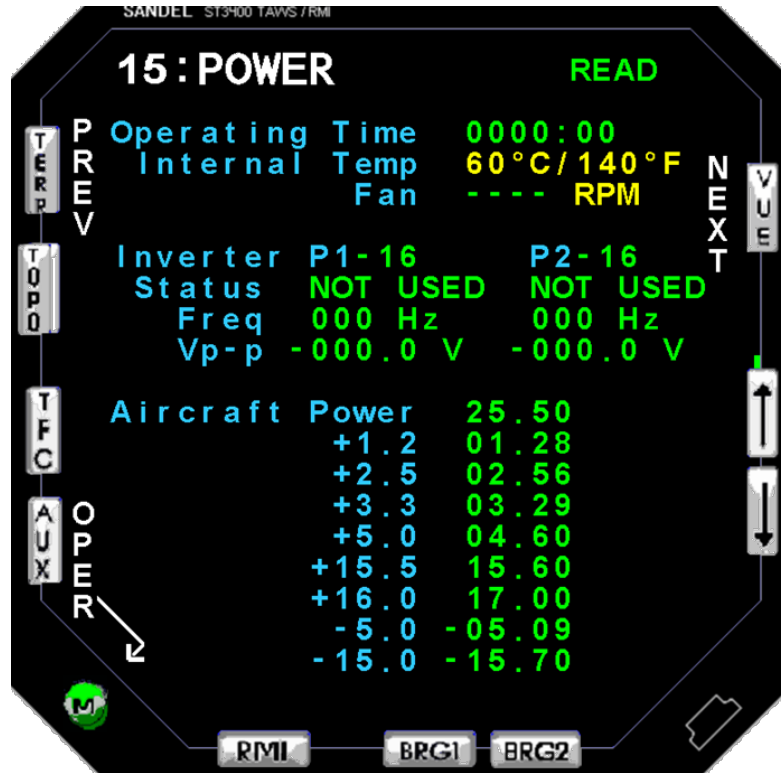 SANDEL ST3400 TAWS / RMI
15:POWER READ
Operating Time 0000:00
Internal Temp 60°C/140°F
Fan ---- RPM
Inverter P1-16 P2-16
Status NOT USED NOT USED
Freq 000 Hz 000 Hz
Vp-p -000.0 V -000.0 V
Aircraft Power 25.50
+1.2 01.28
+2.5 02.56
+3.3 03.29
+5.0 04.60
+15.5 15.60
+16.0 17.00
-5.0 -05.09
-15.0 -15.70
TERR
PREV
TOPO
TFC
AUX
OPER
NEXT
VUE
M
RMI BRG1 BRG2